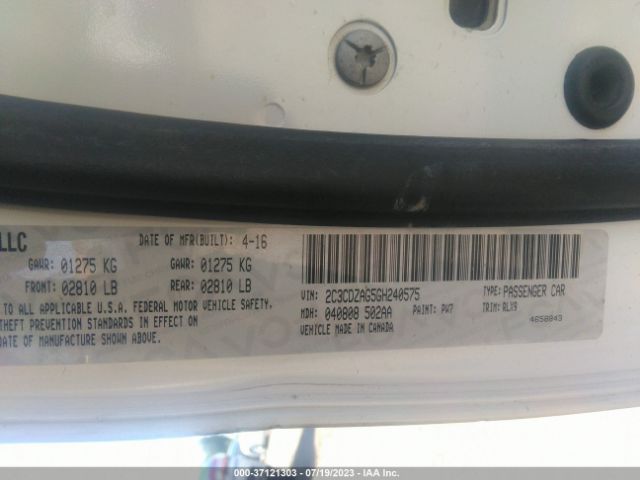 LLC DATE OF MFR(BUILT): 4-16
GAWR: 01275 KG GAWR: 01275 KG
FRONT: 02810 LB REAR: 02810 LB
TO ALL APPLICABLE U.S.A. FEDERAL MOTOR VEHICLE SAFETY,
THEFT PREVENTION STANDARDS IN EFFECT ON
DATE OF MANUFACTURE SHOWN ABOVE.
VIN: 2C3CDZAG5GH240575 TYPE: PASSENGER CAR
MDH: 040808 502AA PAINT: PW7 TRIM: RLX9
VEHICLE MADE IN CANADA 4658843
000-37121303 - 07/19/2023 - IAA Inc.